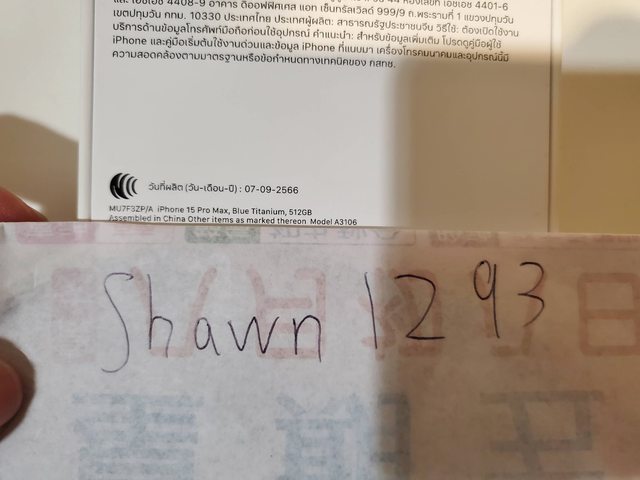 และ เอชเอช 4408-9 อาคาร ดิออฟฟิศเศส แอท เซ็นทรัลเวิลด์ 999/9 ถ.พระรามที่ 1 แขวงปทุมวัน
เขตปทุมวัน กทม. 10330 ประเทศไทย ประเทศผู้ผลิต: สาธารณรัฐประชาชนจีน วิธีใช้: ต้องเปิดใช้งาน
บริการด้านข้อมูลโทรศัพท์มือถือก่อนใช้อุปกรณ์ คำแนะนำ: สำหรับข้อมูลเพิ่มเติม โปรดดูคู่มือผู้ใช้
iPhone และคู่มือเริ่มต้นใช้งานด่วนและข้อมูล iPhone ที่แนบมา เครื่องโทรคมนาคมและอุปกรณ์นี้มี
ความสอดคล้องตามมาตรฐานหรือข้อกำหนดทางเทคนิคของ กสทช.
วันที่ผลิต (วัน-เดือน-ปี) : 07-09-2566
MU7F3ZP/A iPhone 15 Pro Max, Blue Titanium, 512GB
Assembled in China Other items as marked thereon Model A3106
Shawn 1293